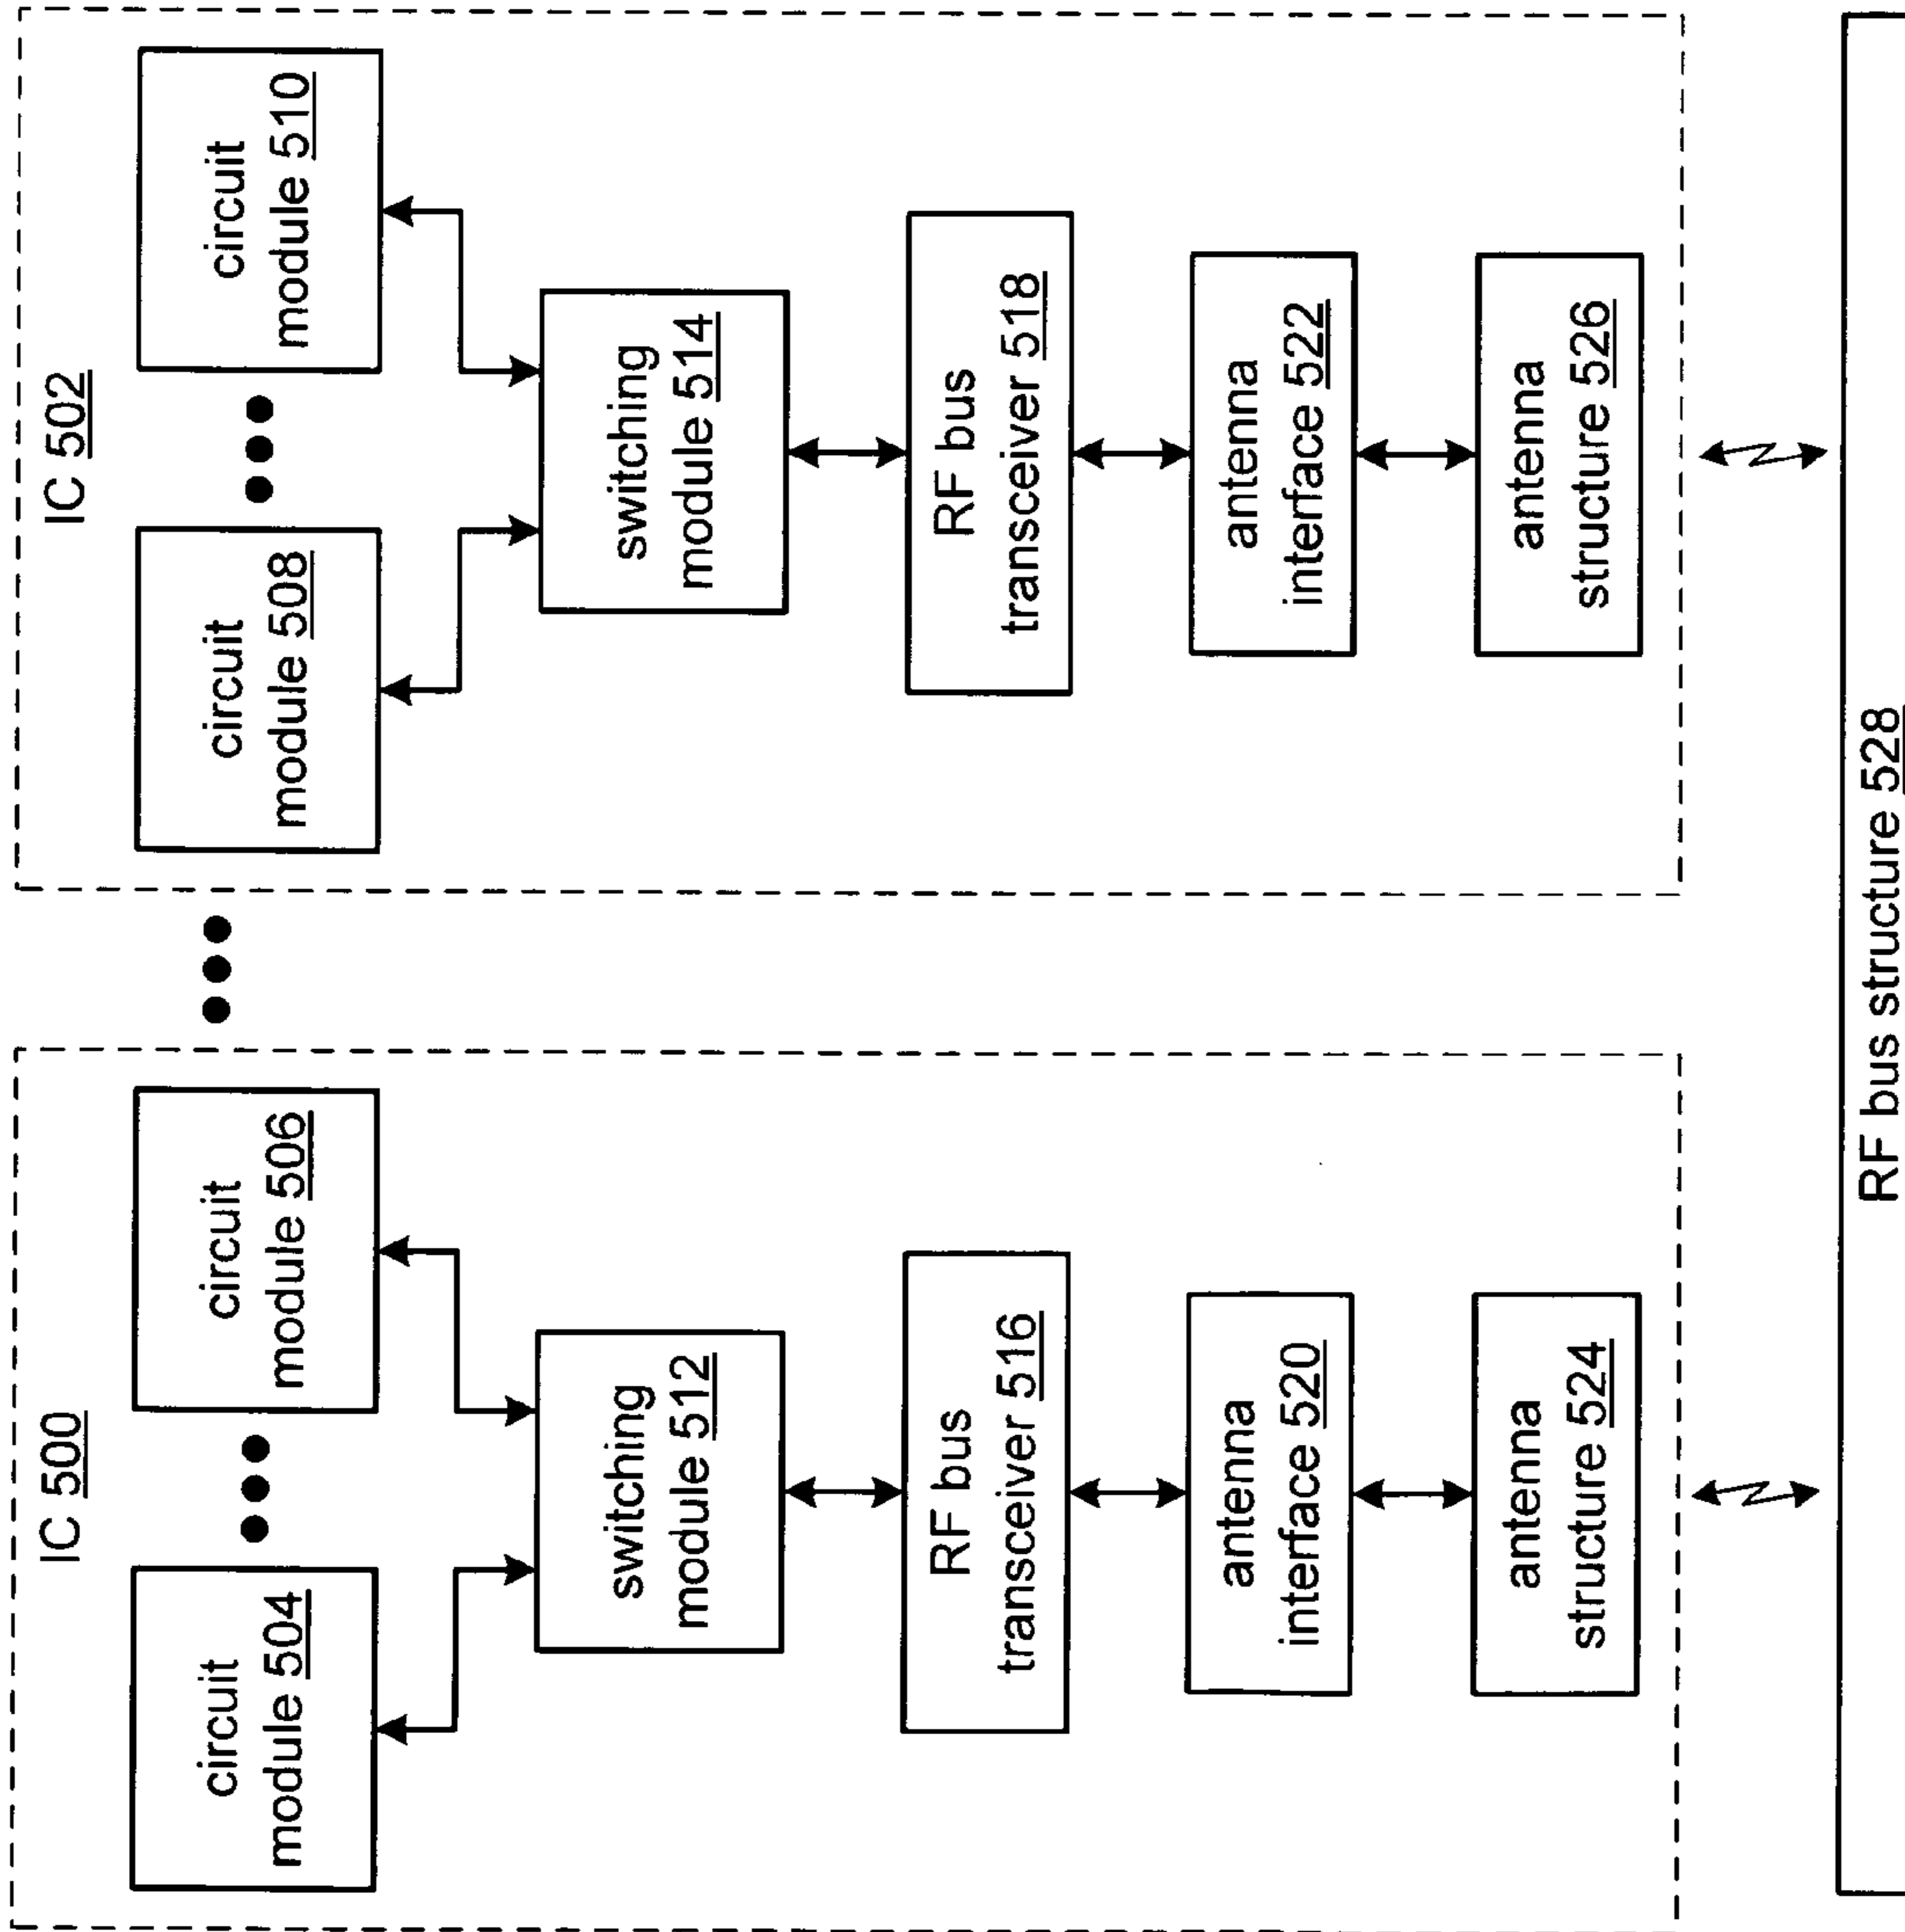 IC 500
circuit
module 504
circuit
module 506
switching
module 512
RF bus
transceiver 516
antenna
interface 520
antenna
structure 524
IC 502
circuit
module 508
circuit
module 510
switching
module 514
RF bus
transceiver 518
antenna
interface 522
antenna
structure 526
RF bus structure 528